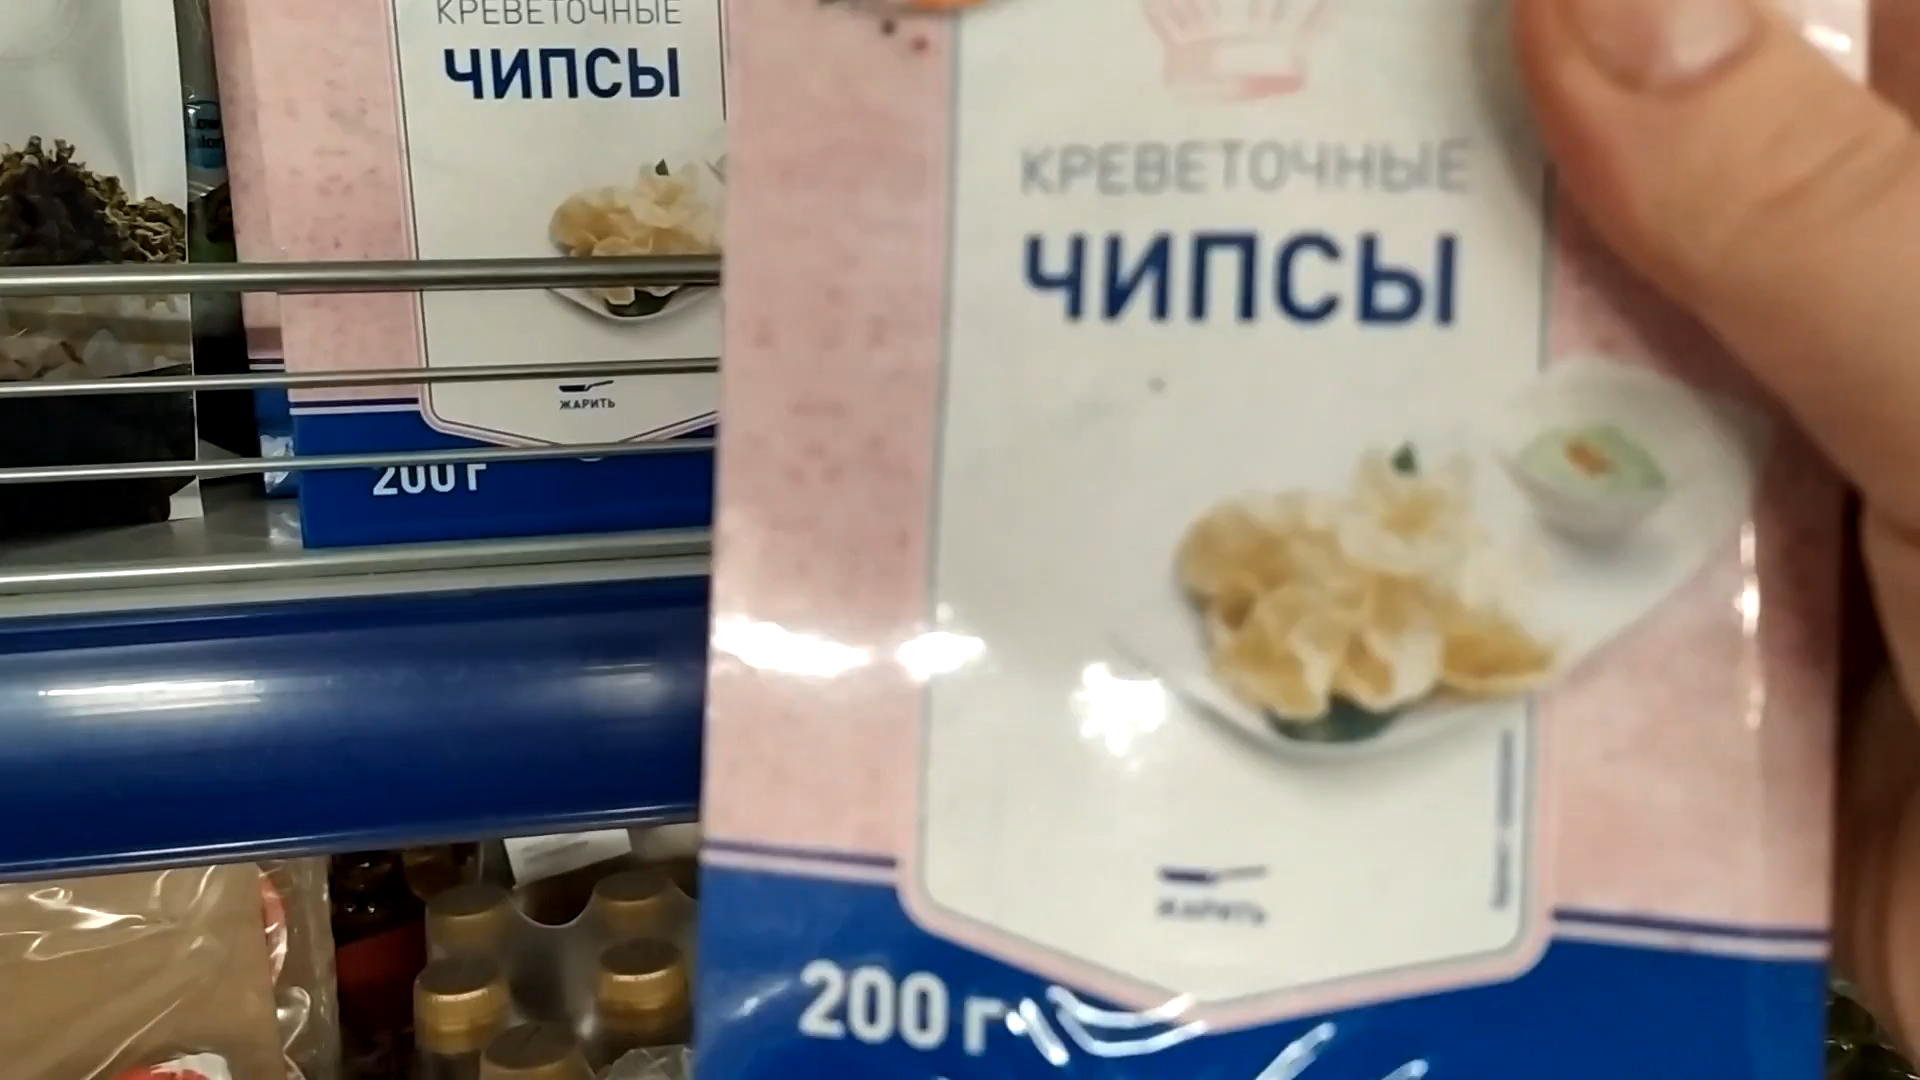 КРЕВЕТОЧНЫЕ
ЧИПСЫ
ЖАРИТЬ
200 г
КРЕВЕТОЧНЫЕ
ЧИПСЫ
ЖАРИТЬ
200 г